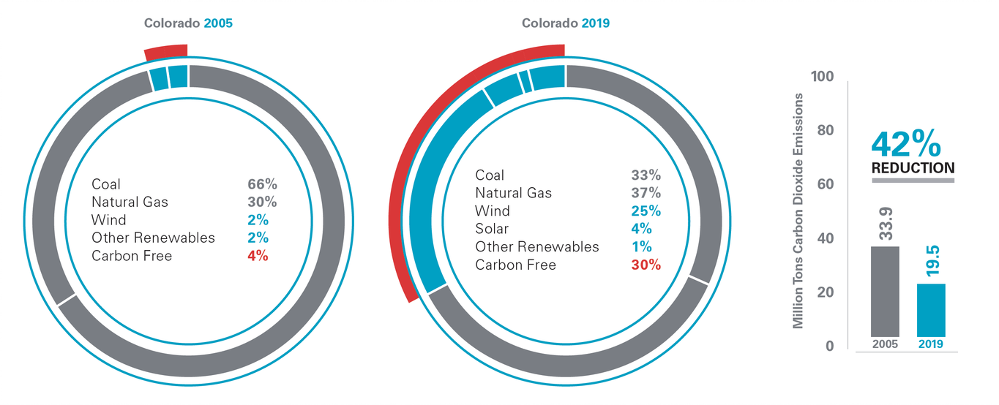 Colorado 2005
Coal 66%
Natural Gas 30%
Wind 2%
Other Renewables 2%
Carbon Free 4%
Colorado 2019
Coal 33%
Natural Gas 37%
Wind 25%
Solar 4%
Other Renewables 1%
Carbon Free 30%
Million Tons Carbon Dioxide Emissions
100
80
60
40
20
0
42%
REDUCTION
33.9
19.5
2005
2019